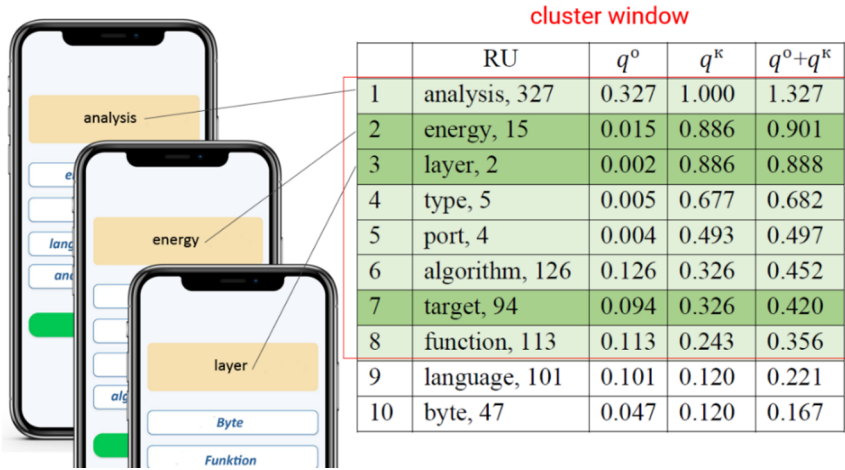 cluster window
RU qᵒ qᴷ qᵒ+qᴷ
1 analysis, 327 0.327 1.000 1.327
2 energy, 15 0.015 0.886 0.901
3 layer, 2 0.002 0.886 0.888
4 type, 5 0.005 0.677 0.682
5 port, 4 0.004 0.493 0.497
6 algorithm, 126 0.126 0.326 0.452
7 target, 94 0.094 0.326 0.420
8 function, 113 0.113 0.243 0.356
9 language, 101 0.101 0.120 0.221
10 byte, 47 0.047 0.120 0.167
analysis
lang
energy
alg
layer
Byte
Funktion